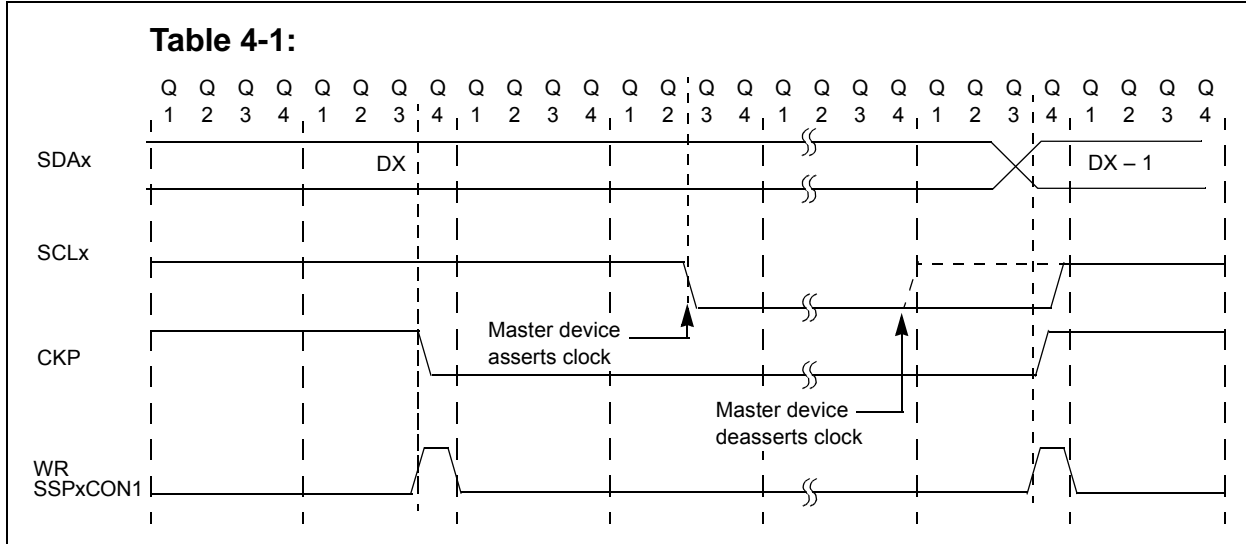 Table 4-1:
Q Q Q Q Q Q Q Q Q Q Q Q Q Q Q Q Q Q Q Q Q Q Q Q Q Q Q Q
1 2 3 4 1 2 3 4 1 2 3 4 1 2 3 4 1 2 3 4 1 2 3 4 1 2 3 4
SDAx
DX
DX – 1
SCLx
Master device
asserts clock
CKP
Master device
deasserts clock
WR
SSPxCON1